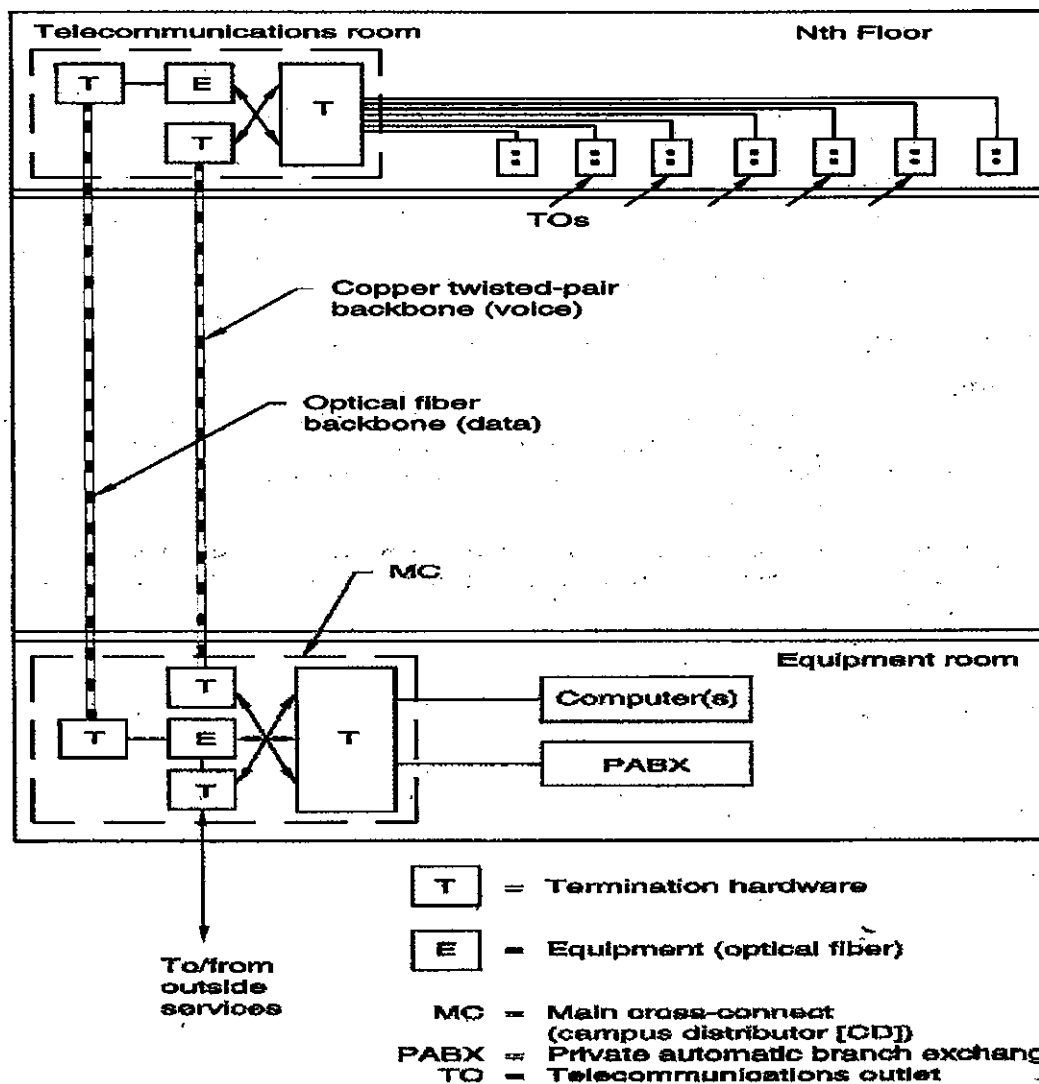 Telecommunications room
Nth Floor
T
E
T
T
TOs
Copper twisted-pair
backbone (voice)
Optical fiber
backbone (data)
MC
Equipment room
T
T
E
T
T
Computer(s)
PABX
To/from
outside
services
T = Termination hardware
E = Equipment (optical fiber)
MC = Main cross-connect
(campus distributor [CD])
PABX = Private automatic branch exchang
TO = Telecommunications outlet